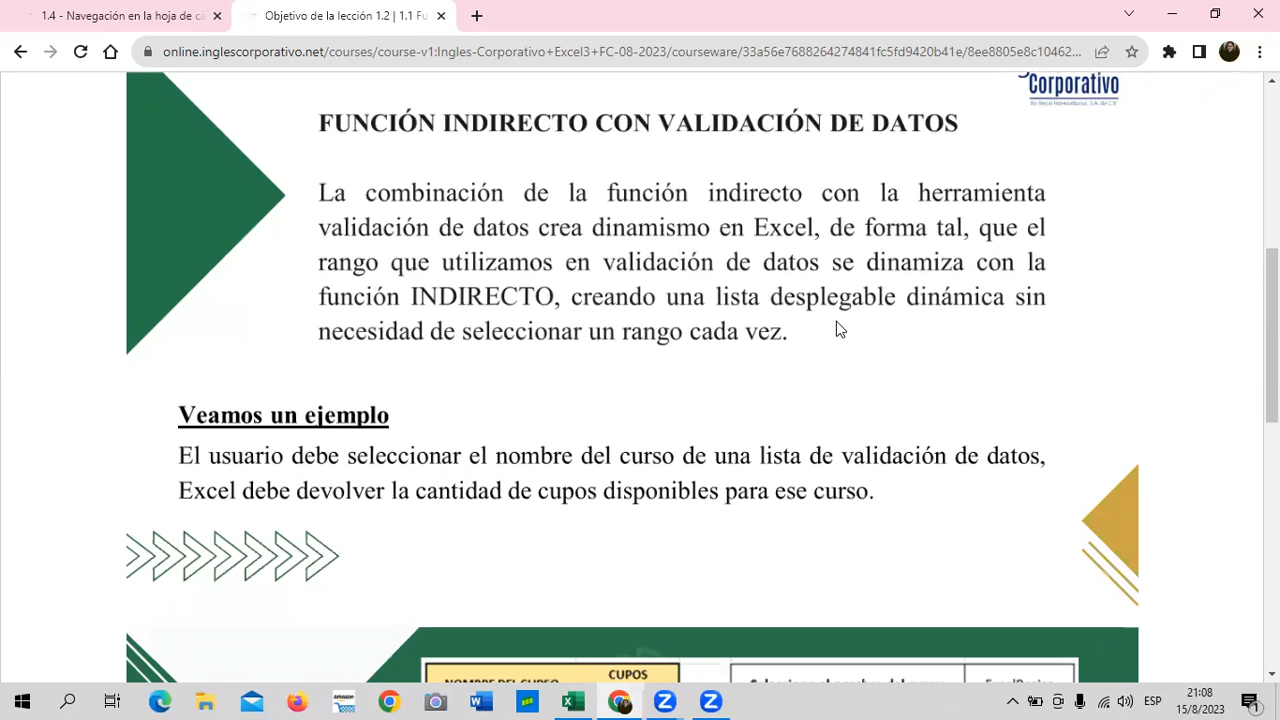 1.4 - Navegación en la hoja de cá
Objetivo de la 1.2 | 1.1 Fu
online.inglescorporativo.net/courses/course-v1:Ingles-Corporativo+Excel3+FC-08-2023/courseware/33a56e7688264274841fc5fd9420b41e/8ee8805e8c10462...
Corporativo
FUNCIÓN INDIRECTO CON VALIDACIÓN DE DATOS
La combinación de la función indirecto con la herramienta
validación de datos crea dinamismo en Excel, de forma tal, que el
rango que utilizamos en validación de datos se dinamiza con la
función INDIRECTO, creando una lista desplegable dinámica sin
necesidad de seleccionar un rango cada vez.
Veamos un ejemplo
El usuario debe seleccionar el nombre del curso de una lista de validación de datos,
Excel debe devolver la cantidad de cupos disponibles para ese curso.
CUPOS
ESP
21:08
15/8/2023